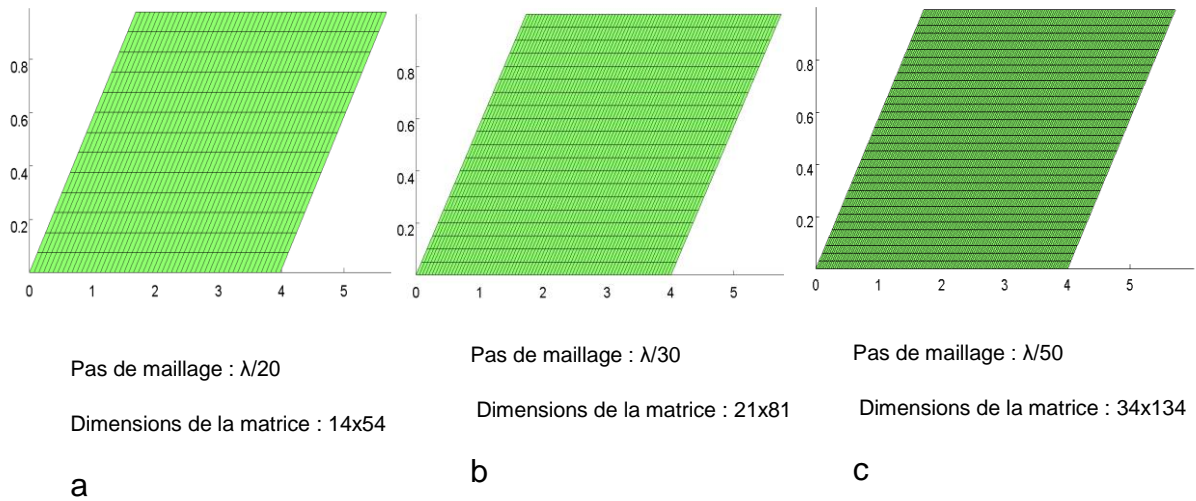 0.8
0.6
0.4
0.2
0 1 2 3 4 5
0.8
0.6
0.4
0.2
0 1 2 3 4 5
0.8
0.6
0.4
0.2
0 1 2 3 4 5
Pas de maillage : λ/20
Dimensions de la matrice : 14x54
a
Pas de maillage : λ/30
Dimensions de la matrice : 21x81
b
Pas de maillage : λ/50
Dimensions de la matrice : 34x134
c